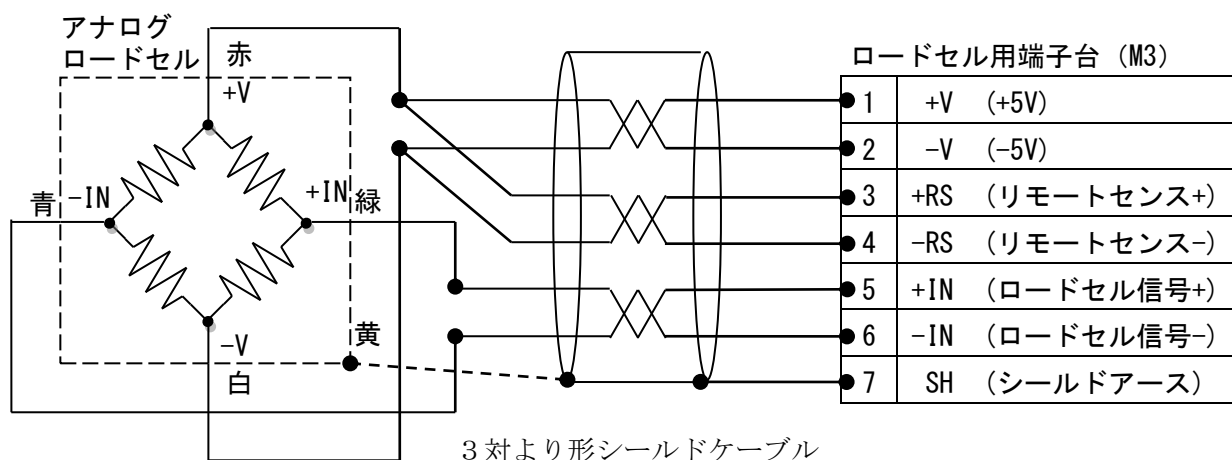 アナログ
ロードセル
赤
+V
青
-IN
+IN
緑
-V
白
黄
ロードセル用端子台 (M3)
1 +V (+5V)
2 -V (-5V)
3 +RS (リモートセンス+)
4 -RS (リモートセンス-)
5 +IN (ロードセル信号+)
6 -IN (ロードセル信号-)
7 SH (シールドアース)
3対より形シールドケーブル